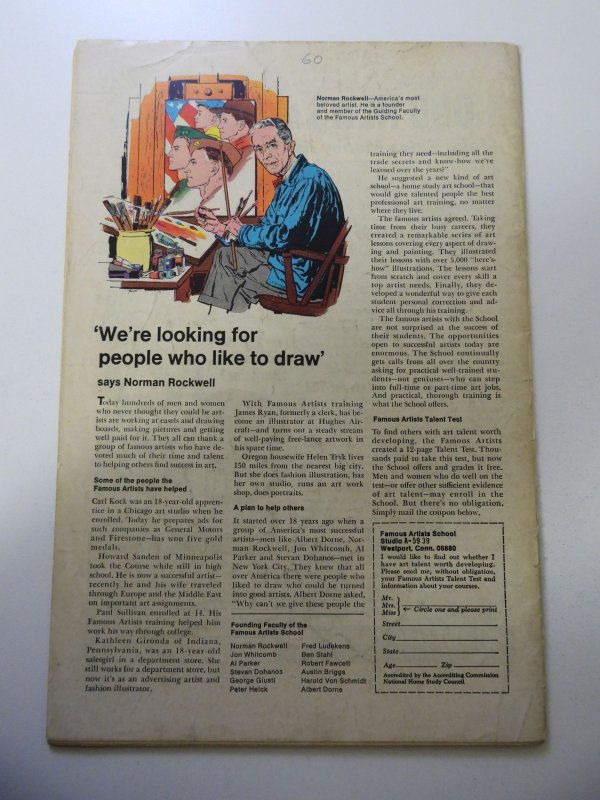 60
Norman Rockwell—America's most
beloved artist. He is a founder
and member of the Guiding Faculty
of the Famous Artists School.
'We're looking for
people who like to draw'
says Norman Rockwell
Today hundreds of men and women
who never thought they could be art-
ists are working at easels and drawing
boards, making pictures and getting
well paid for it. They all can thank a
group of famous artists who have de-
voted much of their time and talent
to helping others find success in art.
Some of the people the
Famous Artists have helped
Carl Kock was an 18-year-old appren-
tice in a Chicago art studio when he
enrolled. Today he prepares ads for
such companies as General Motors
and Firestone—has won five gold
medals.
Howard Sanden of Minneapolis
took the Course while still in high
school. He is now a successful artist—
recently he and his wife traveled
through Europe and the Middle East
on important art assignments.
Paul Sullivan enrolled at 14. His
Famous Artists training helped him
work his way through college.
Kathleen Gironda of Indiana,
Pennsylvania, was an 18-year-old
salesgirl in a department store. She
still works for a department store, but
now it's as an advertising artist and
fashion illustrator.
With Famous Artists training
James Ryan, formerly a clerk, has be-
come an illustrator at Hughes Air-
craft—and turns out a steady stream
of well-paying free-lance artwork in
his spare time.
Oregon housewife Helen Tryk lives
150 miles from the nearest big city.
But she does fashion illustration, has
her own studio, runs an art work
shop, does portraits.
A plan to help others
It started over 18 years ago when a
group of America's most successful
artists—men like Albert Dorne, Nor-
man Rockwell, Jon Whitcomb, Al
Parker and Stevan Dohanos—met in
New York City. They knew that all
over America there were people who
liked to draw who could be turned
into good artists. Albert Dorne asked,
"Why can't we give these people the
Founding Faculty of the
Famous Artists School
Norman Rockwell
Jon Whitcomb
Al Parker
Stevan Dohanos
George Giusti
Peter Helck
Fred Ludekens
Ben Stahl
Robert Fawcett
Austin Briggs
Harold Von Schmidt
Albert Dorne
training they need—including all the
trade secrets and know-how we've
learned over the years?"
He suggested a new kind of art
school—a home study art school—that
would give talented people the best
professional art training, no matter
where they live.
The famous artists agreed. Taking
time from their busy careers, they
created a remarkable series of art
lessons covering every aspect of draw-
ing and painting. They illustrated
their lessons with over 5,000 "here's
how" illustrations. The lessons start
from scratch and cover every skill a
top artist needs. Finally, they de-
veloped a wonderful way to give each
student personal correction and ad-
vice all through his training.
The famous artists with the School
are not surprised at the success of
their students. The opportunities
open to successful artists today are
enormous. The School continually
gets calls from all over the country
asking for practical well-trained stu-
dents—not geniuses—who can step
into full-time or part-time art jobs.
And practical, thorough training is
what the School offers.
Famous Artists Talent Test
To find others with art talent worth
developing, the Famous Artists
created a 12-page Talent Test. Thou-
sands paid to take this test, but now
the School offers and grades it free.
Men and women who do well on the
test—or offer other sufficient evidence
of art talent—may enroll in the
School. But there's no obligation.
Simply mail the coupon below.
Famous Artists School
Studio A-5939
Westport, Conn. 06880
I would like to find out whether I
have art talent worth developing.
Please send me, without obligation,
your Famous Artists Talent Test and
information about your courses.
Mr.
Mrs. ← Circle one and please print
Miss
Street
City
State
Age Zip
Accredited by the Accrediting Commission
National Home Study Council